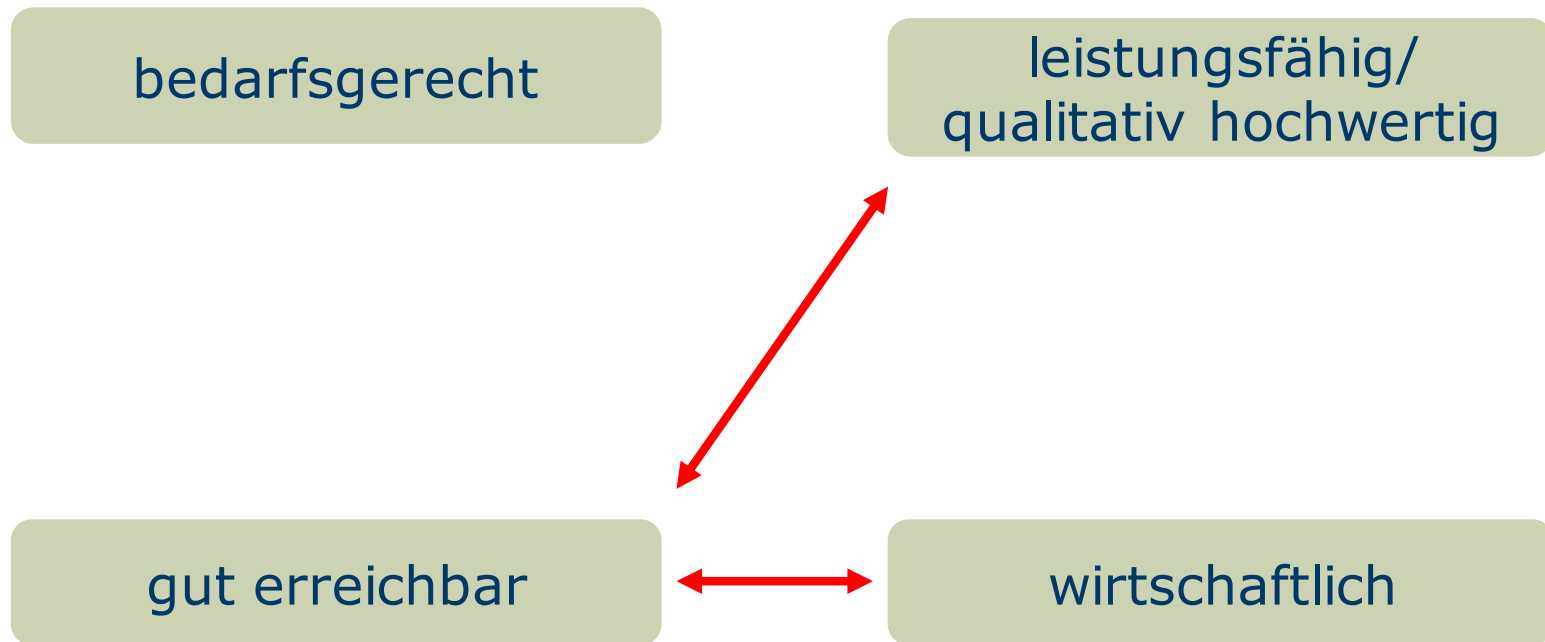 bedarfsgerecht
leistungsfähig/
qualitativ hochwertig
gut erreichbar
wirtschaftlich